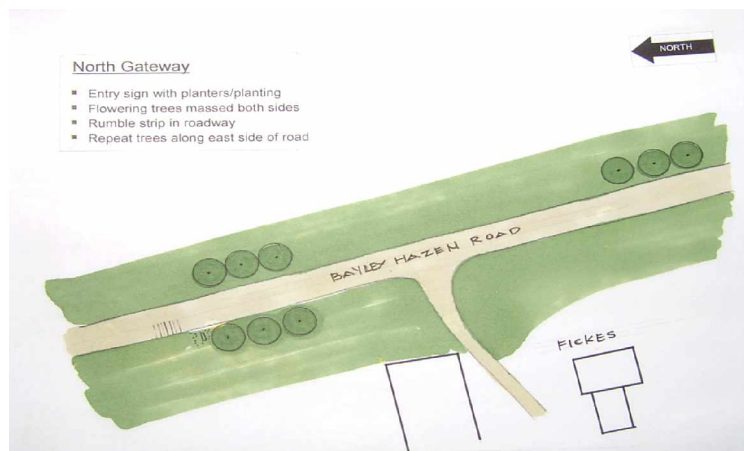 North Gateway
Entry sign with planters/planting
Flowering trees massed both sides
Rumble strip in roadway
Repeat trees along east side of road
NORTH
BAYLEY HAZEN ROAD
FICKES